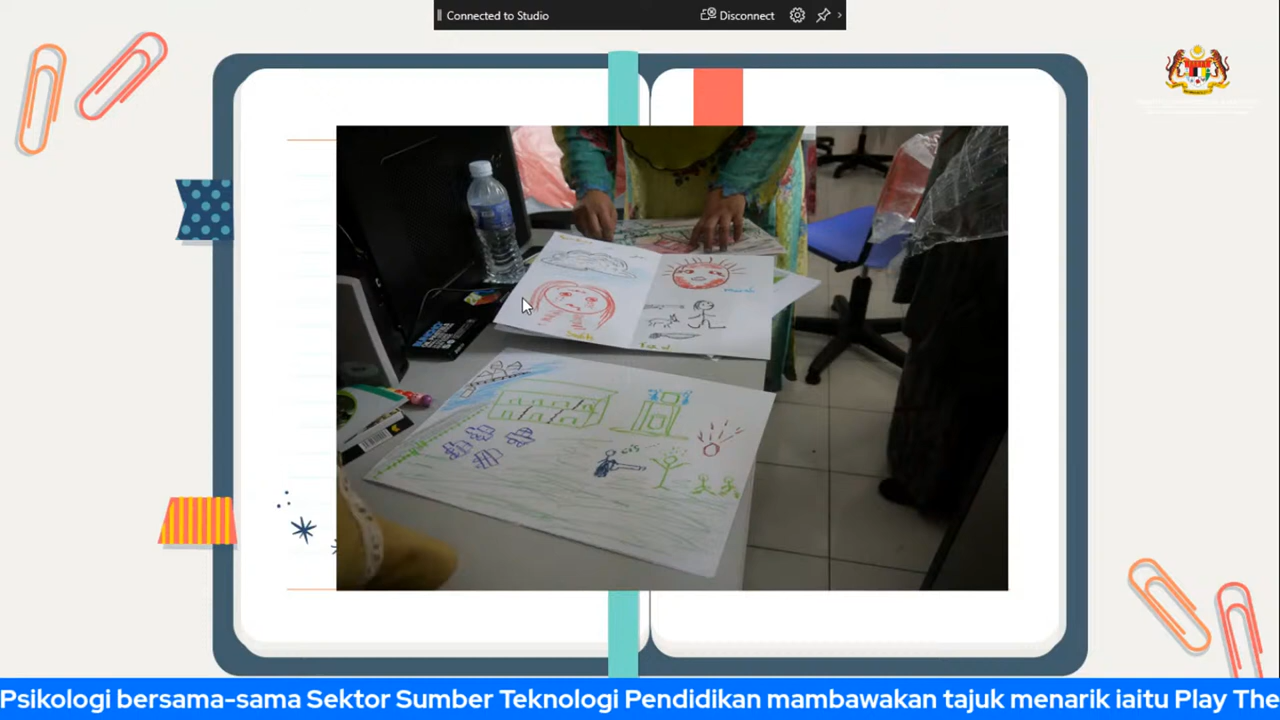 Connected to Studio
Disconnect
Psikologi bersama-sama Sektor Sumber Teknologi Pendidikan mambawakan tajuk menarik iaitu Play The